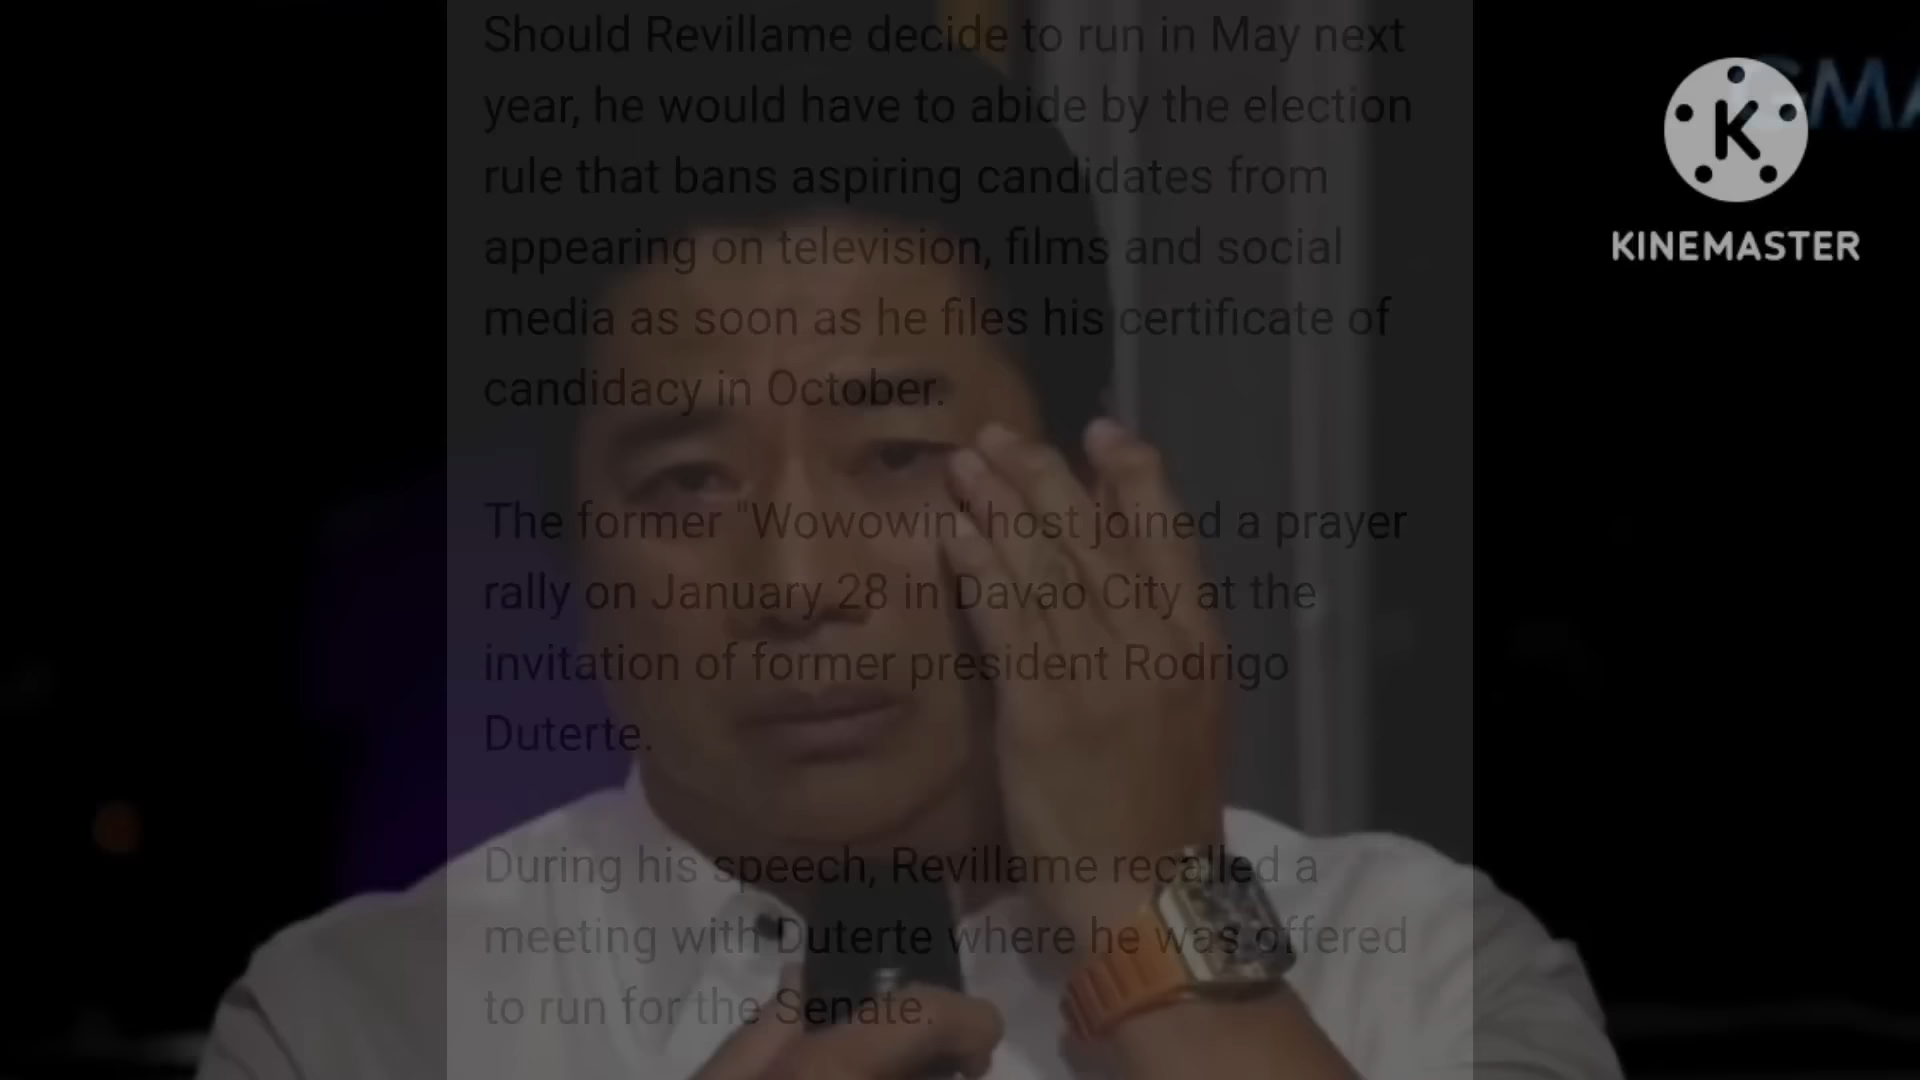 Should Revillame decide to run in May next
year, he would have to abide by the election
rule that bans aspiring candidates from
appearing on television, films and social
media as soon as he files his certificate of
candidacy in October.
The former "Wowowin" host joined a prayer
rally on January 28 in Davao City at the
invitation of former president Rodrigo
Duterte.
During his speech, Revillame recalled a
meeting with Duterte where he was offered
to run for the Senate.
GMA
K
KINEMASTER